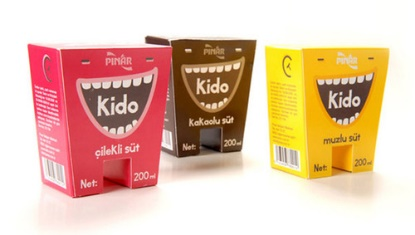 PINAR
Kido
çilekli süt
Net:
200 ml
PINAR
Kido
kakaolu süt
200 ml
PINAR
Kido
muzlu süt
Net:
200 ml